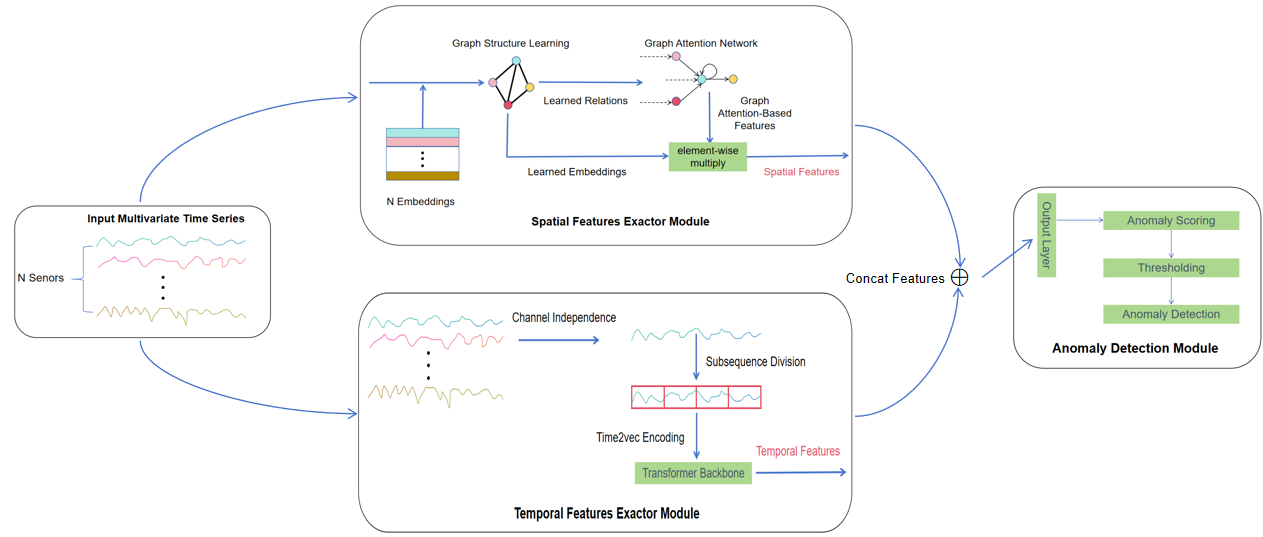 Input Multivariate Time Series
N Senors
Graph Structure Learning
Graph Attention Network
Learned Relations
Graph
Attention-Based
Features
element-wise
multiply
Learned Embeddings
Spatial Features
N Embeddings
Spatial Features Exactor Module
Channel Independence
Subsequence Division
Time2vec Encoding
Temporal Features
Transformer Backbone
Temporal Features Exactor Module
Concat Features
Output Layer
Anomaly Scoring
Thresholding
Anomaly Detection
Anomaly Detection Module